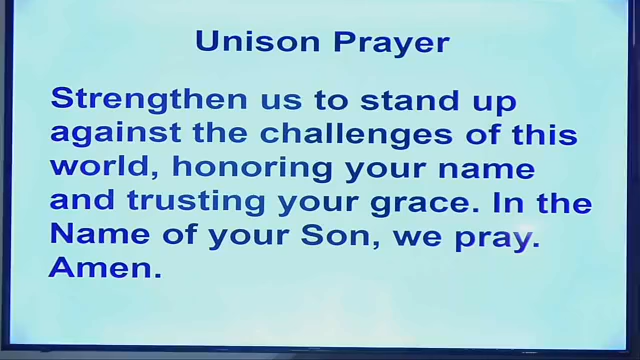 Unison Prayer
Strengthen us to stand up
against the challenges of this
world, honoring your name
and trusting your grace. In the
Name of your Son, we pray.
Amen.